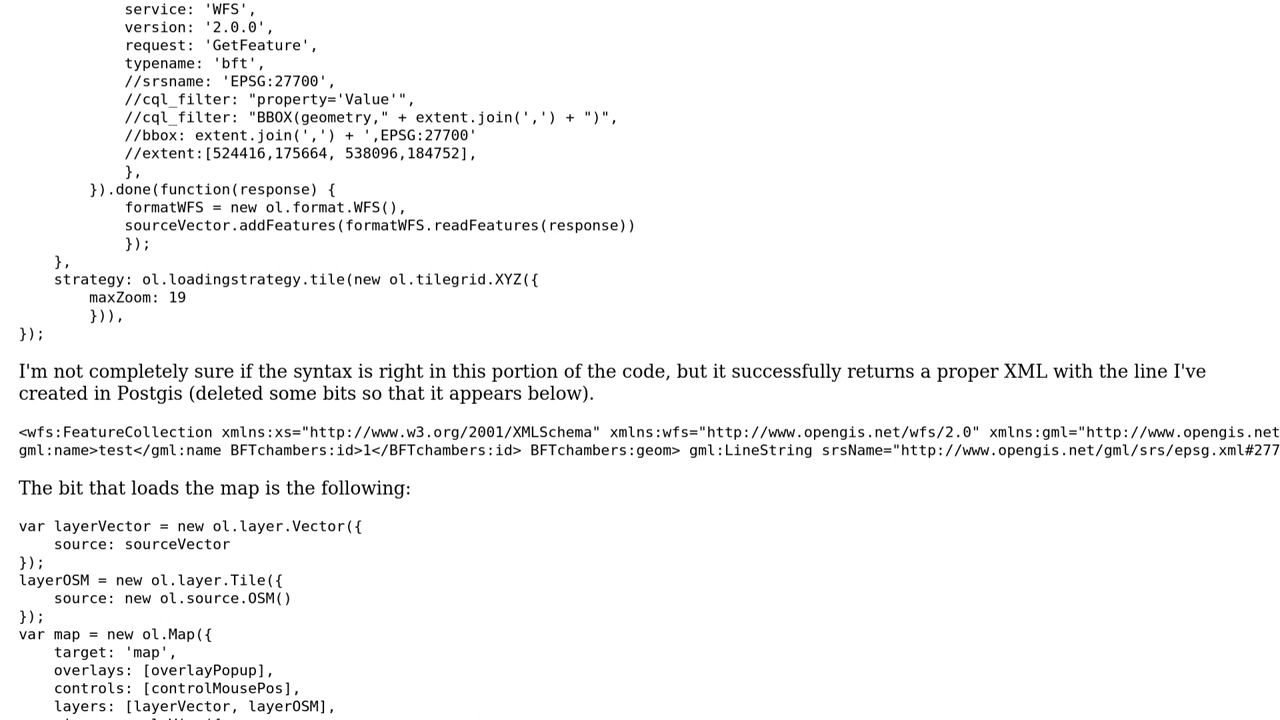 service: 'WFS',
version: '2.0.0',
request: 'GetFeature',
typename: 'bft',
//srsname: 'EPSG:27700',
//cql_filter: "property='Value'",
//cql_filter: "BBOX(geometry," + extent.join(',') + ")",
//bbox: extent.join(',') + ',EPSG:27700'
//extent:[524416,175664, 538096,184752],
},
}).done(function(response) {
formatWFS = new ol.format.WFS(),
sourceVector.addFeatures(formatWFS.readFeatures(response))
});
},
strategy: ol.loadingstrategy.tile(new ol.tilegrid.XYZ({
maxZoom: 19
})),
});
I'm not completely sure if the syntax is right in this portion of the code, but it successfully returns a proper XML with the line I've
created in Postgis (deleted some bits so that it appears below).
<wfs:FeatureCollection xmlns:xs="http://www.w3.org/2001/XMLSchema" xmlns:wfs="http://www.opengis.net/wfs/2.0" xmlns:gml="http://www.opengis.net
gml:name>test</gml:name BFTchambers:id>1</BFTchambers:id> BFTchambers:geom> gml:LineString srsName="http://www.opengis.net/gml/srs/epsg.xml#277
The bit that loads the map is the following:
var layerVector = new ol.layer.Vector({
source: sourceVector
});
layerOSM = new ol.layer.Tile({
source: new ol.source.OSM()
});
var map = new ol.Map({
target: 'map',
overlays: [overlayPopup],
controls: [controlMousePos],
layers: [layerVector, layerOSM],